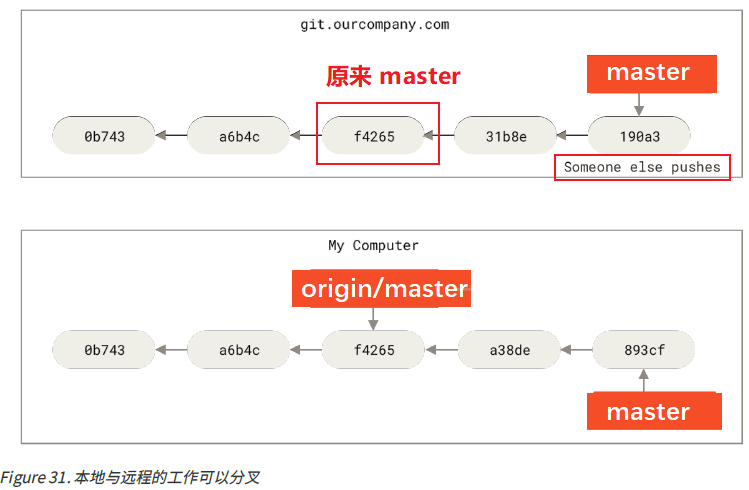 git.ourcompany.com
原来 master
master
0b743
a6b4c
f4265
31b8e
190a3
Someone else pushes
My Computer
origin/master
0b743
a6b4c
f4265
a38de
893cf
master
Figure 31. 本地与远程的工作可以分叉